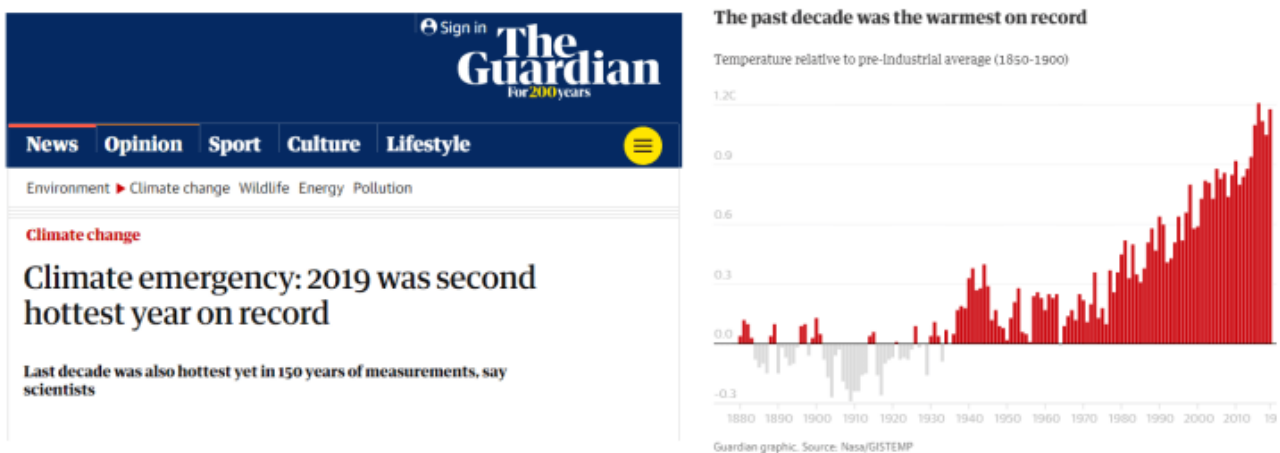 Sign in
The
Guardian
For 200 years
News Opinion Sport Culture Lifestyle
Environment Climate change Wildlife Energy Pollution
Climate change
Climate emergency: 2019 was second
hottest year on record
Last decade was also hottest yet in 150 years of measurements, say
scientists
The past decade was the warmest on record
Temperature relative to pre-industrial average (1850-1900)
1.2C
0.9
0.6
0.3
0.0
-0.3
1880 1890 1900 1910 1920 1930 1940 1950 1960 1970 1980 1990 2000 2010 19
Guardian graphic. Source: Nasa/GISTEMP